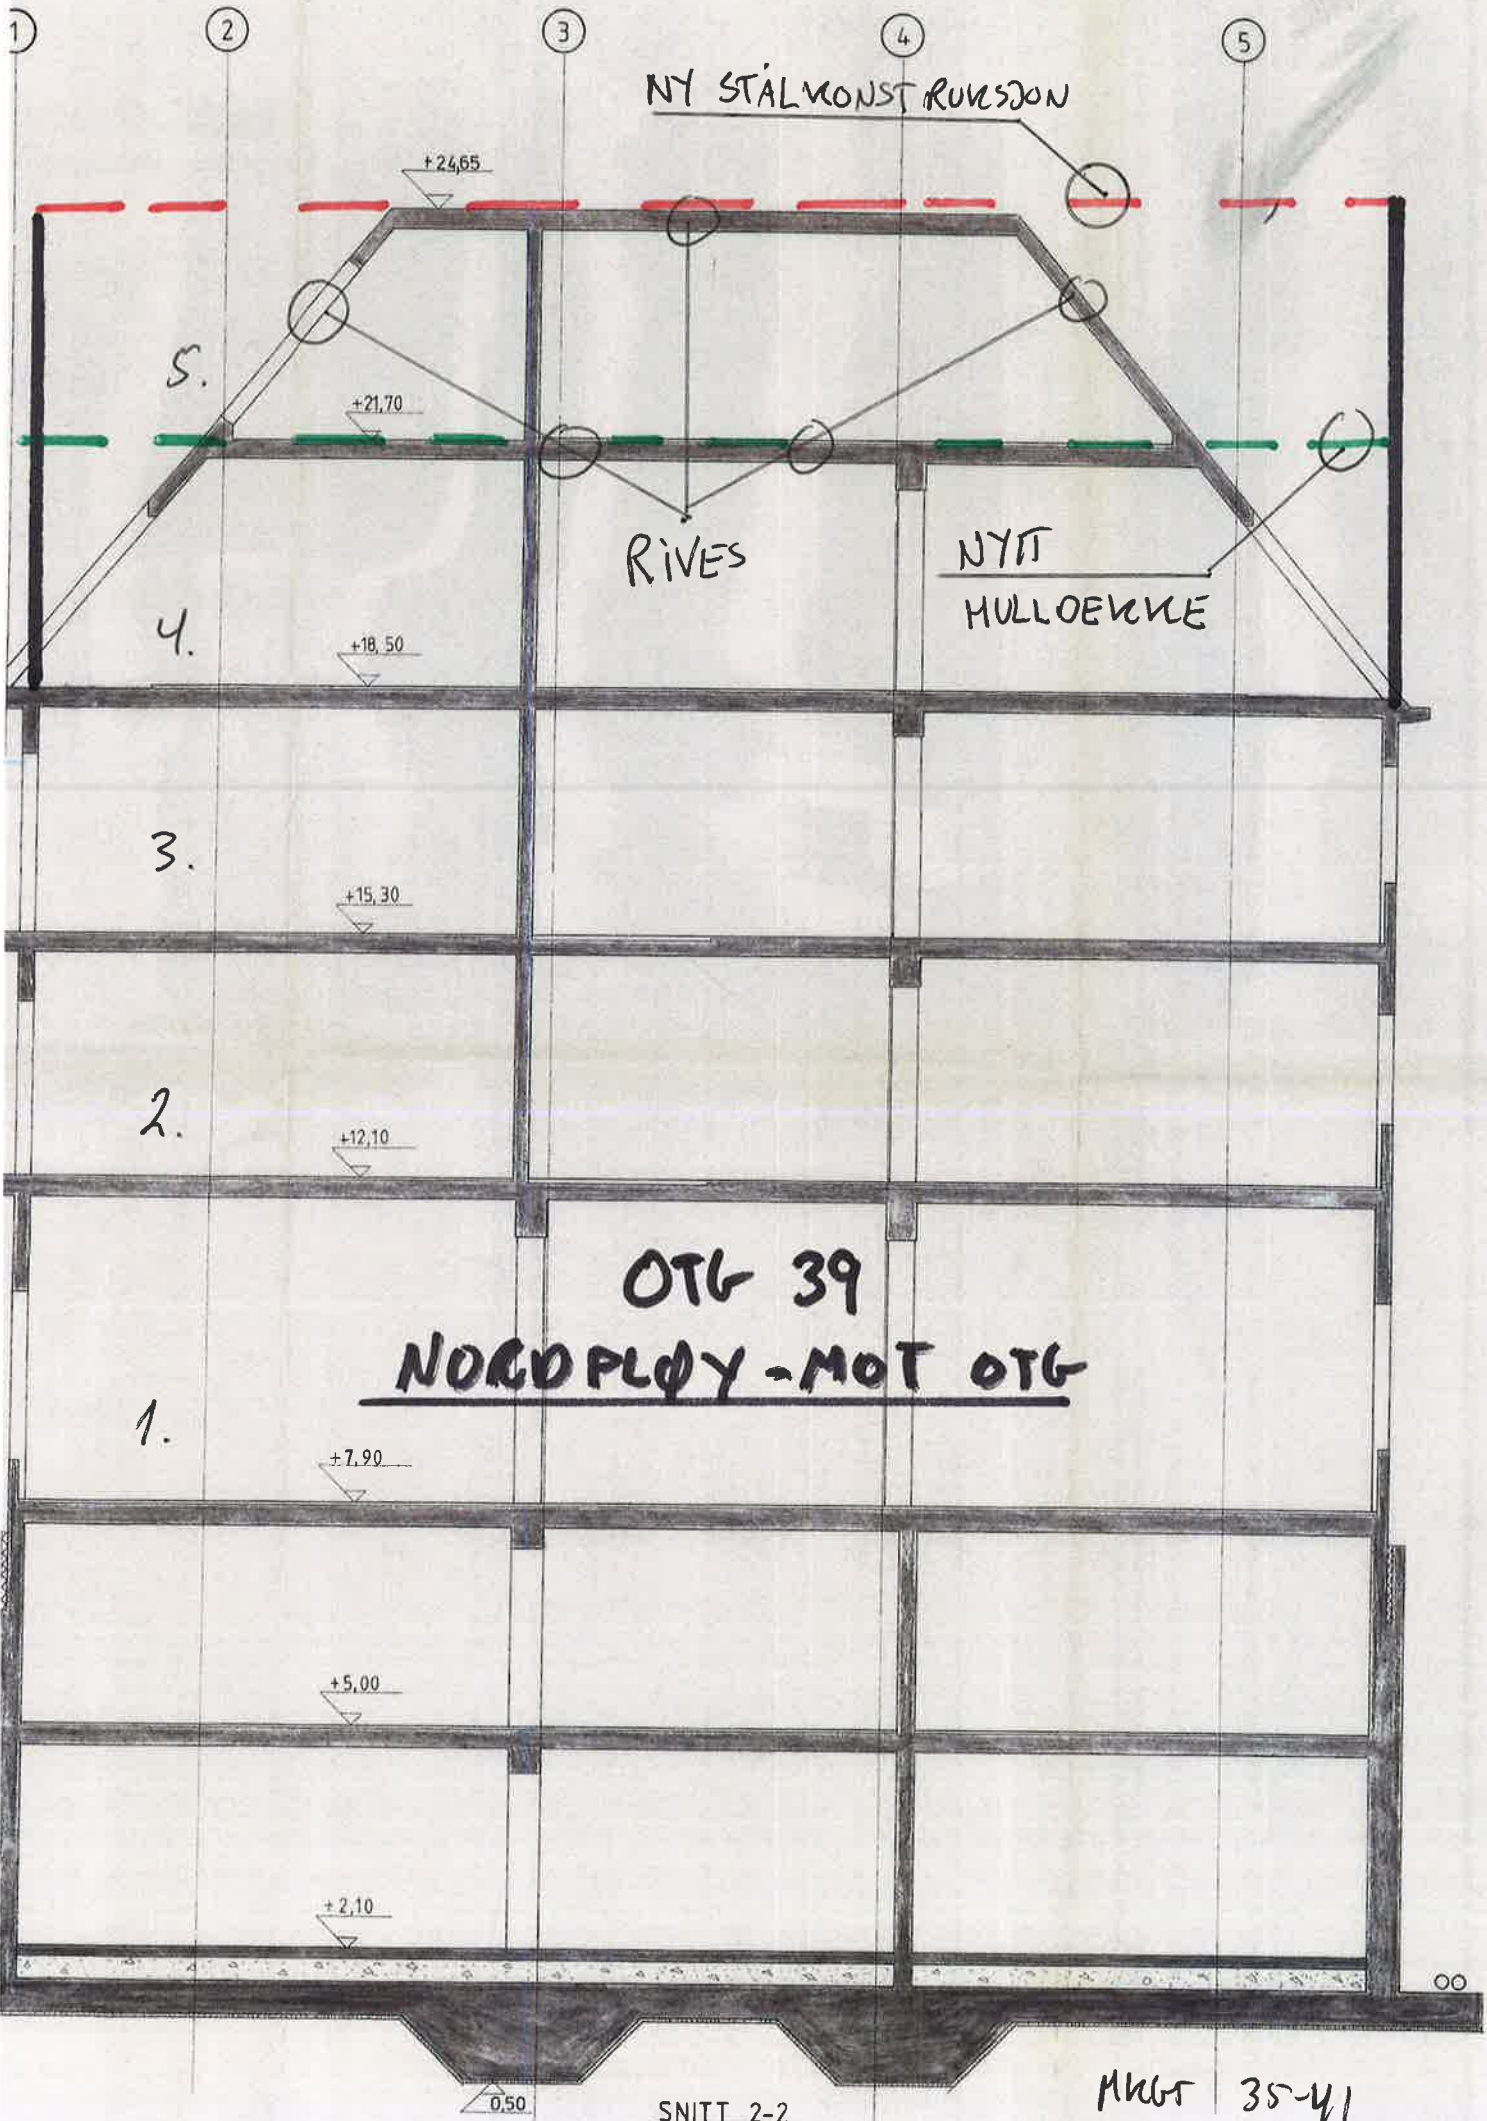 1 2 3 4 5
NY STÅLKONSTRUKSJON
+24,65
5.
+21,70
RIVES
NYTT
HULLDEKKE
4.
+18,50
3.
+15,30
2.
+12,10
OTG 39
NORDFLØY - MOT OTG
1.
+7,90
+5,00
+2,10
0,50
SNITT 2-2
MKGT 35-41